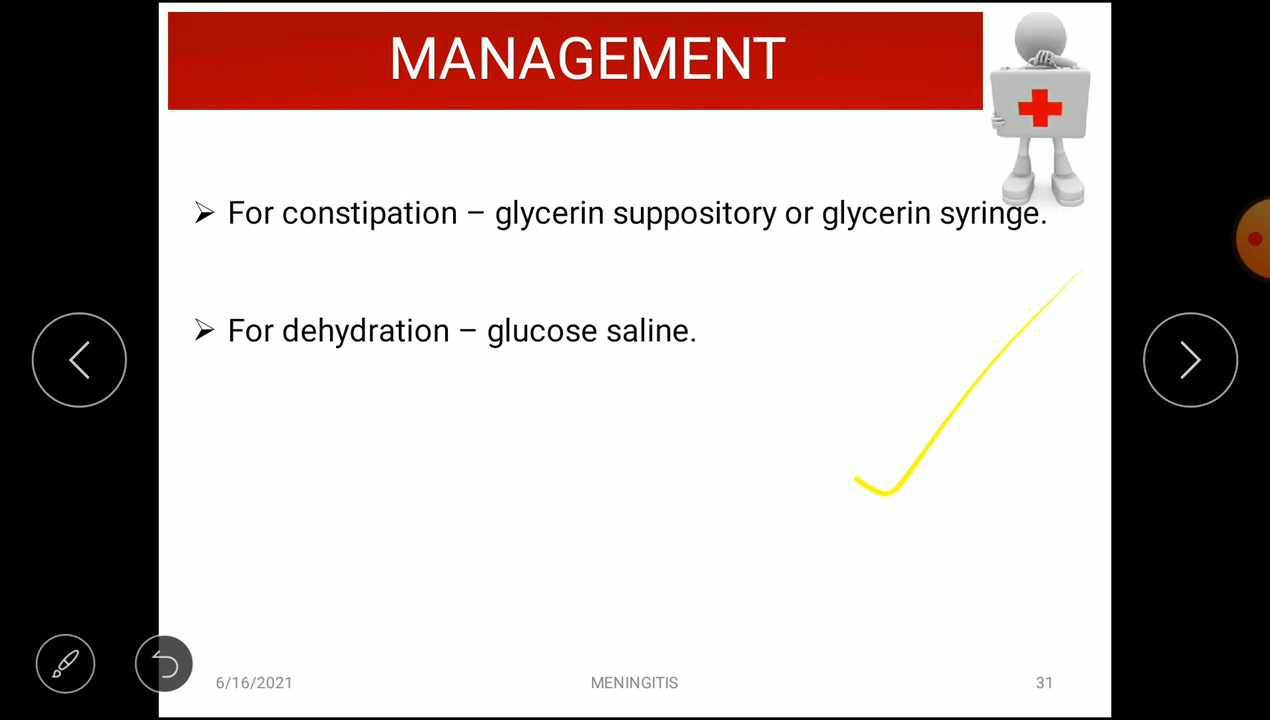 MANAGEMENT
➢ For constipation – glycerin suppository or glycerin syringe.
➢ For dehydration – glucose saline.
6/16/2021
MENINGITIS
31